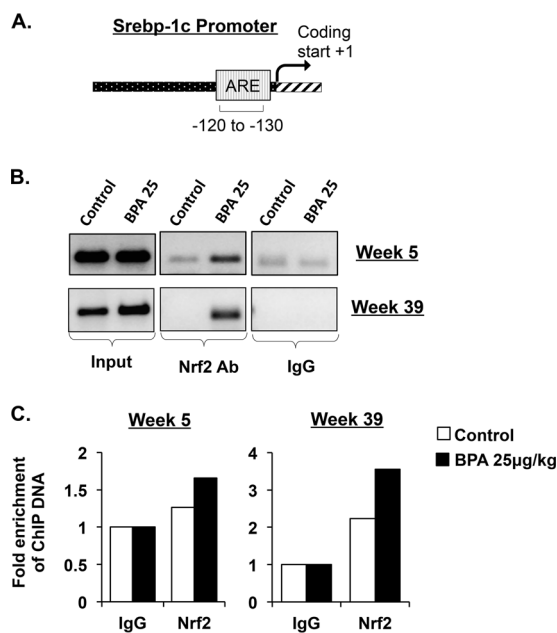 A.
Srebp-1c Promoter
Coding
start +1
ARE
-120 to -130
B.
Control
BPA 25
Control
BPA 25
Control
BPA 25
Week 5
Week 39
Input
Nrf2 Ab
IgG
C.
Week 5
Week 39
Control
BPA 25µg/kg
Fold enrichment
of ChIP DNA
2
1.5
1
0.5
0
IgG
Nrf2
4
3
2
1
0
IgG
Nrf2